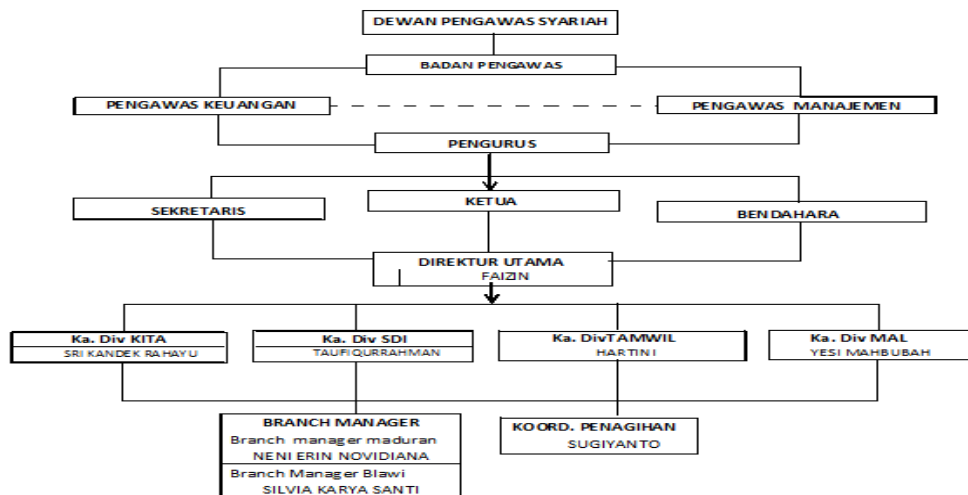 DEWAN PENGAWAS SYARIAH
BADAN PENGAWAS
PENGAWAS KEUANGAN
PENGAWAS MANAJEMEN
PENGURUS
SEKRETARIS
KETUA
BENDAHARA
DIREKTUR UTAMA
FAIZIN
Ka. Div KITA
SRI KANDEK RAHAYU
Ka. Div SDI
TAUFIQURRAHMAN
Ka. DivTAMWIL
HARTINI
Ka. Div MAL
YESI MAHBUBAH
BRANCH MANAGER
Branch manager maduran
NENI ERIN NOVIDIANA
Branch Manager Blawi
SILVIA KARYA SANTI
KOORD. PENAGIHAN
SUGIYANTO